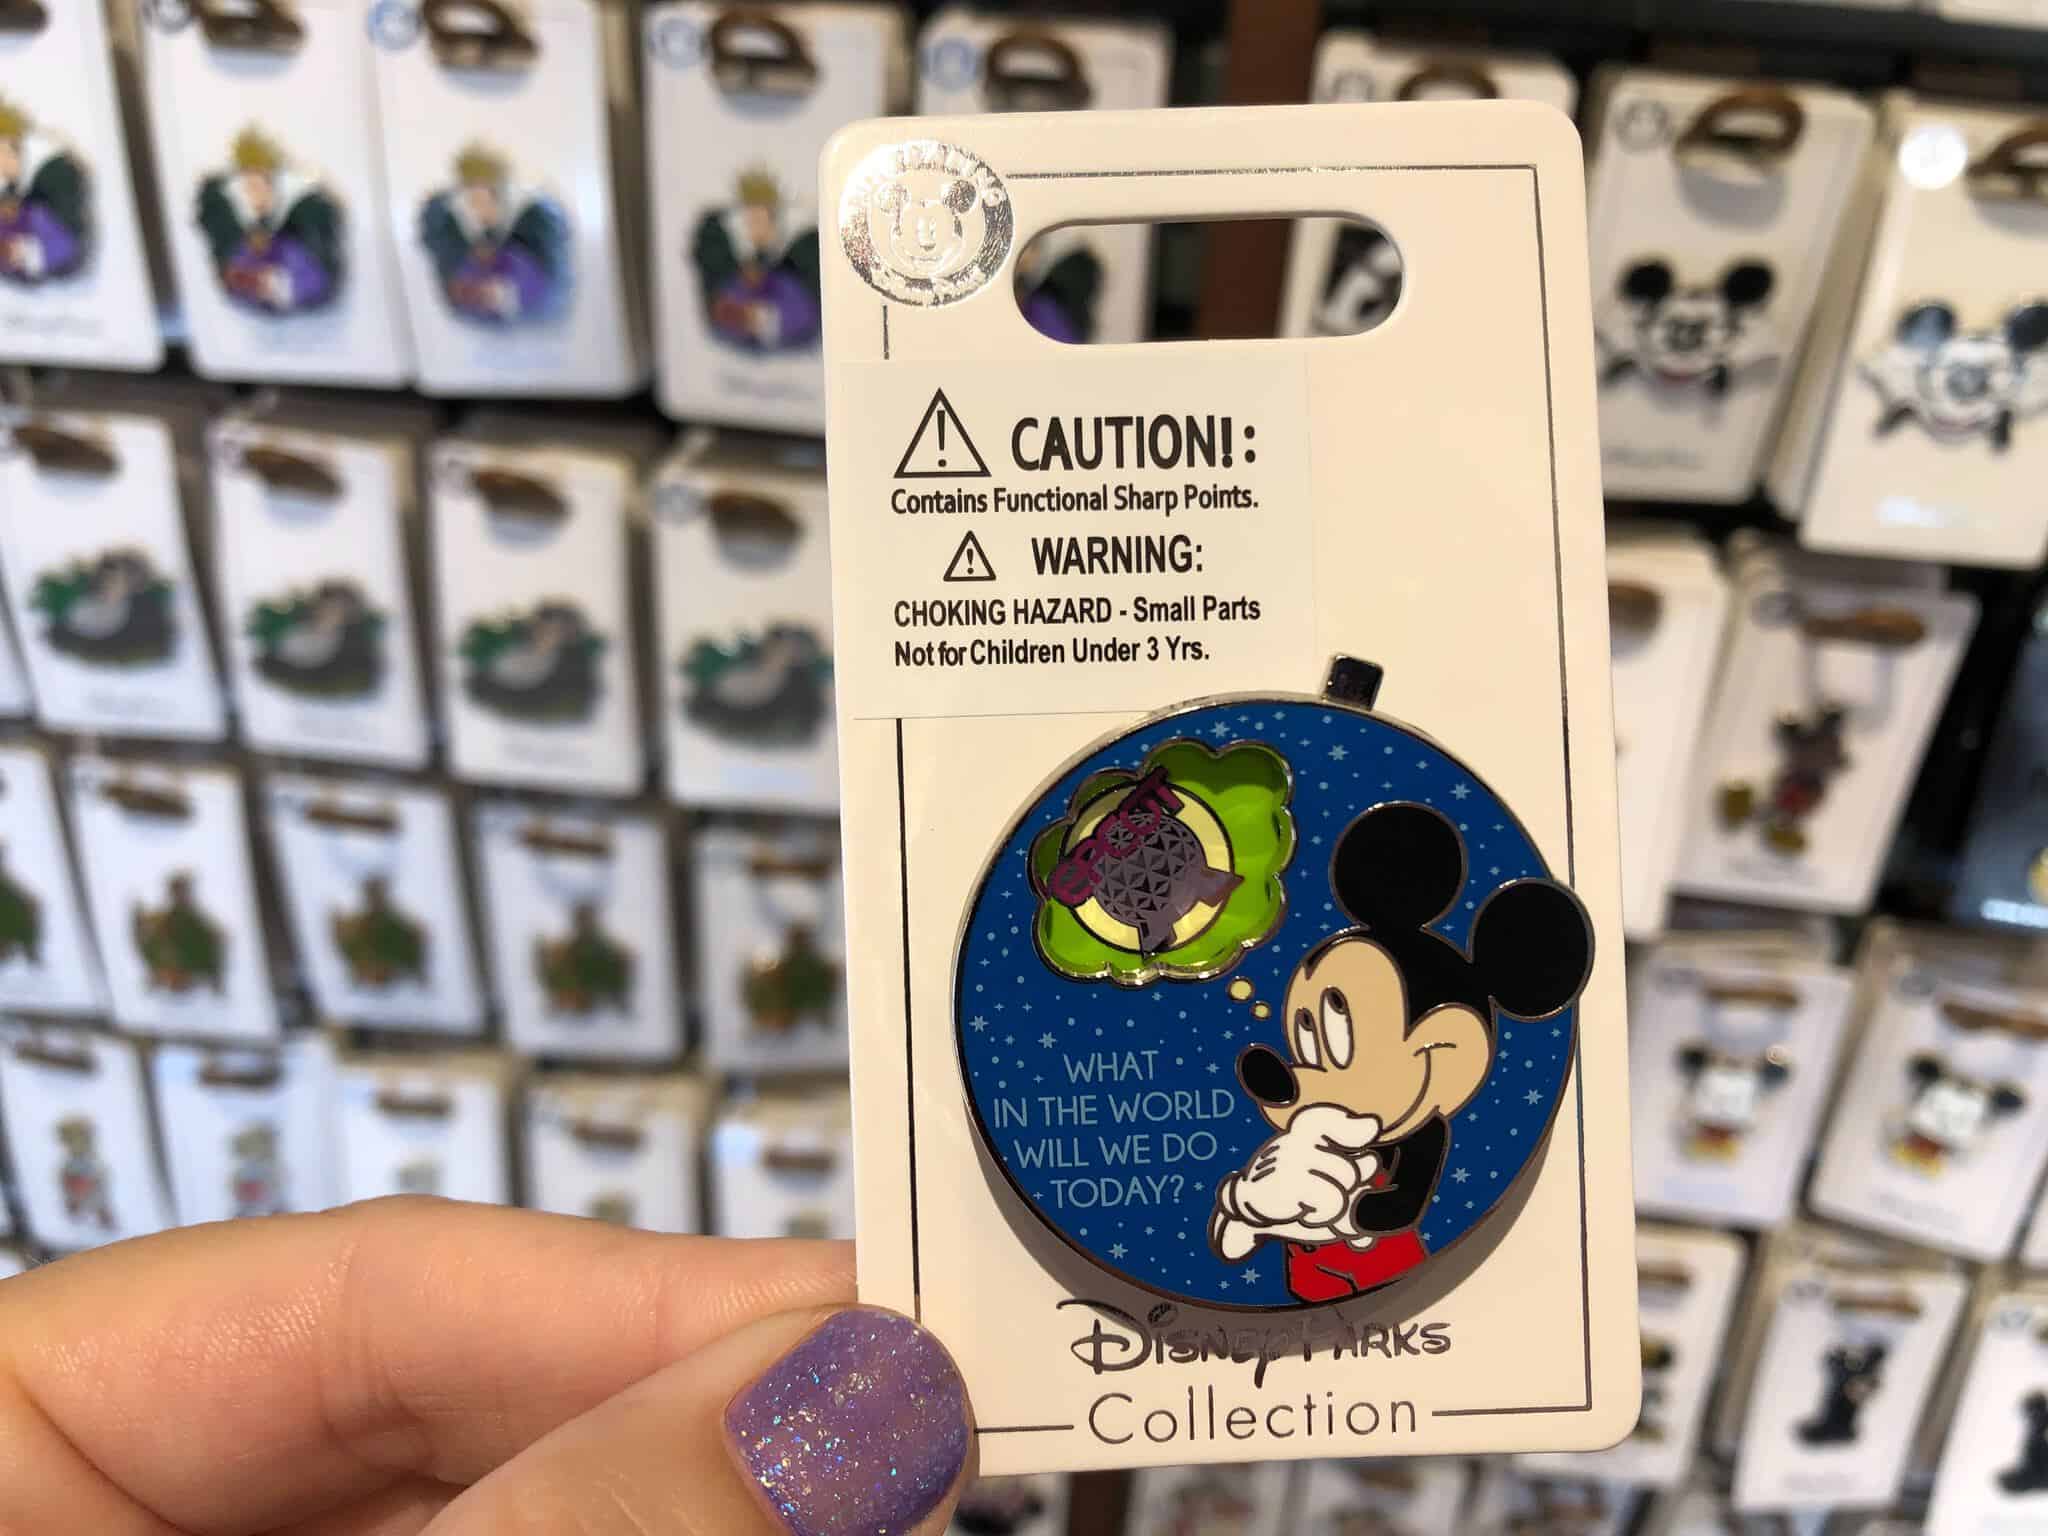 CAUTION!:
Contains Functional Sharp Points.
WARNING:
CHOKING HAZARD - Small Parts
Not for Children Under 3 Yrs.
epcot
WHAT
IN THE WORLD
WILL WE DO
TODAY?
Disney Parks
Collection